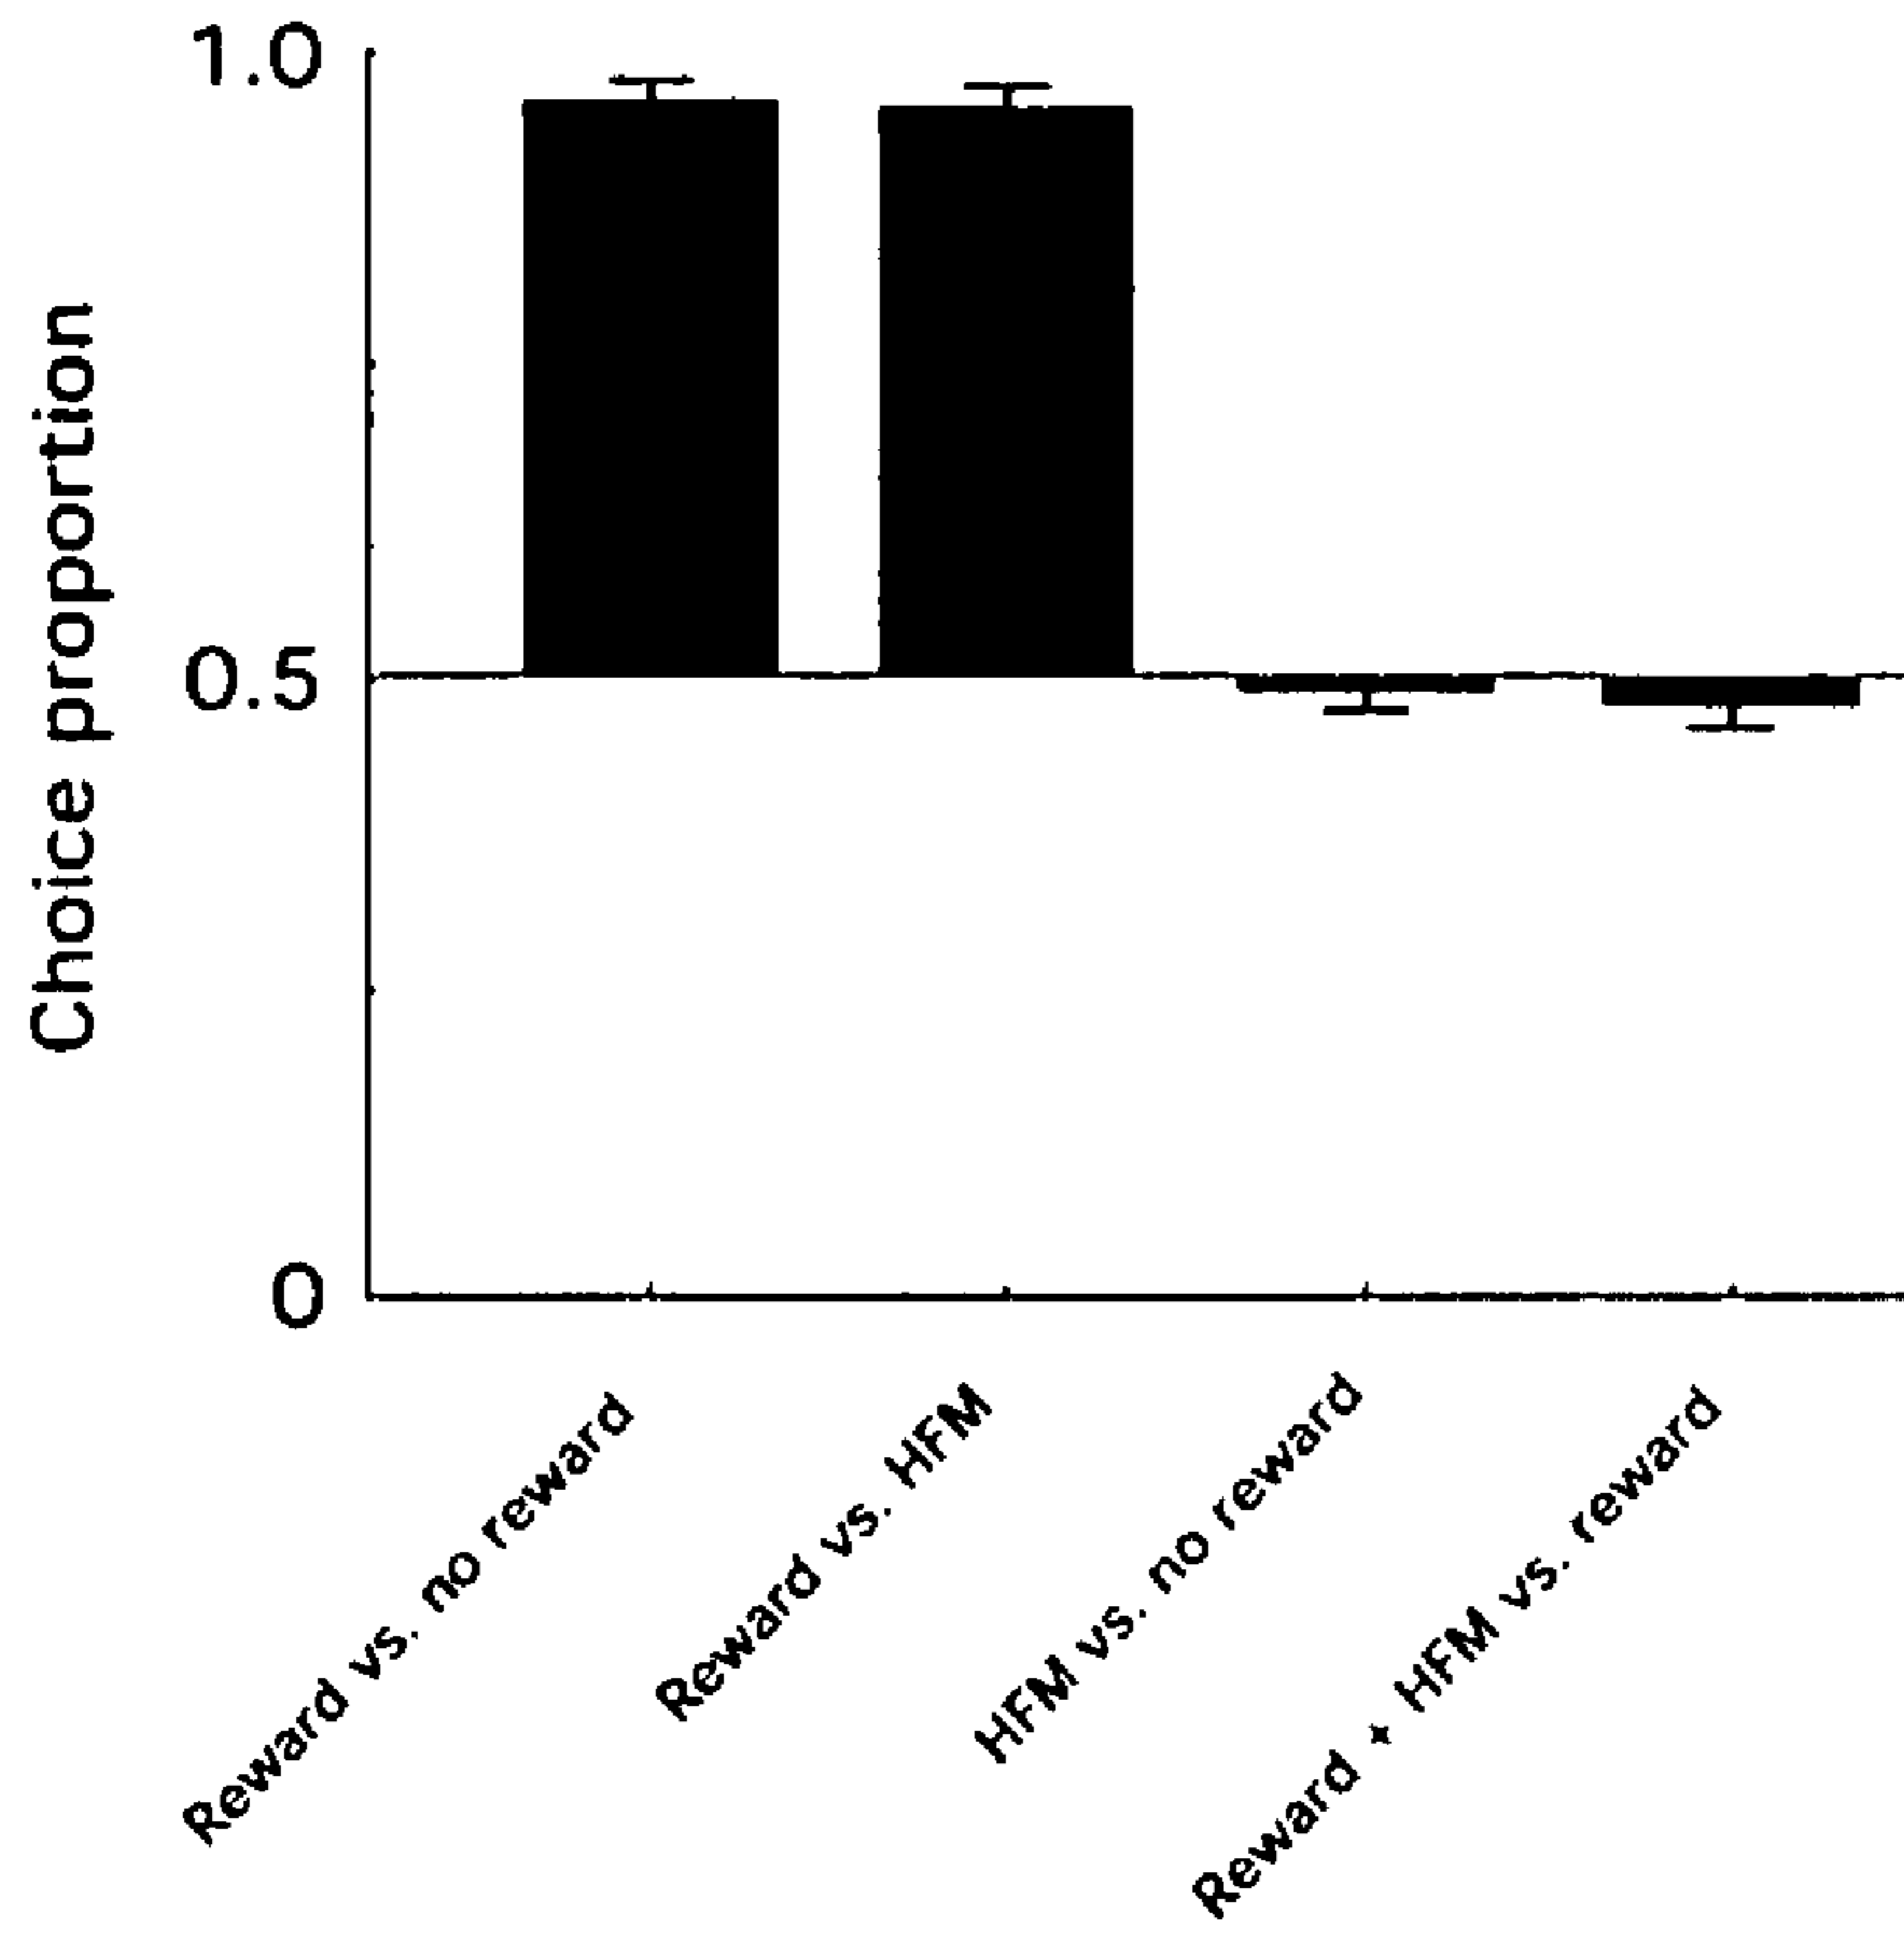 1.0
0.5
0
Choice proportion
Reward vs. no reward
Reward vs. HFM
HFM vs. no reward
Reward + HFM vs. reward